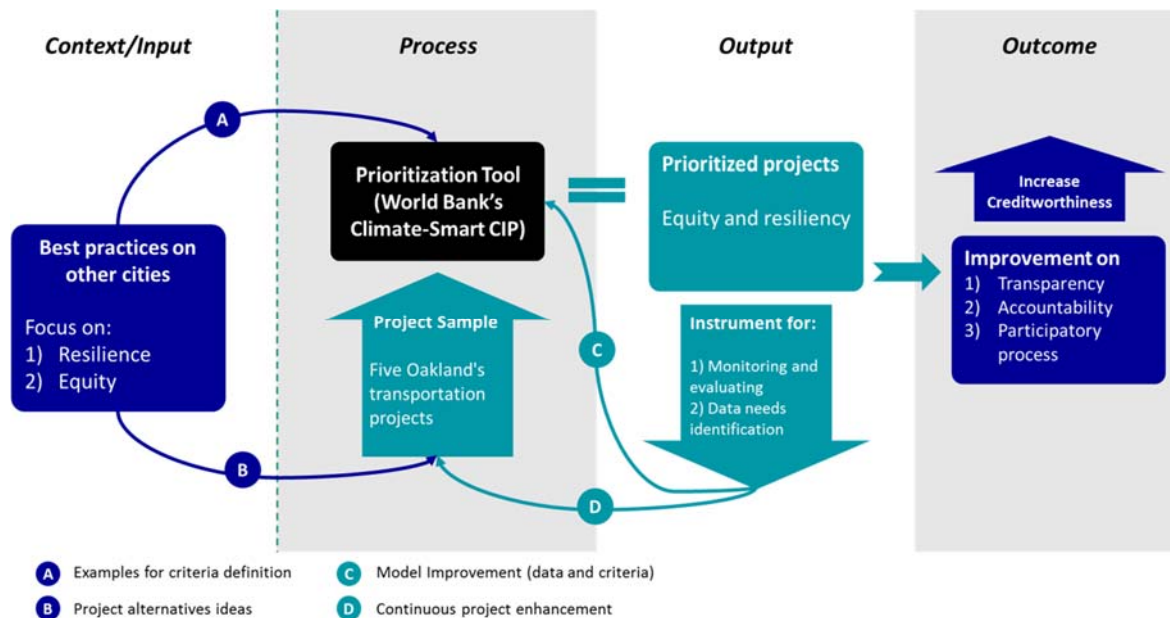 Context/Input
Process
Output
Outcome
A
Prioritization Tool
(World Bank's
Climate-Smart CIP)
Prioritized projects
Equity and resiliency
Increase
Creditworthiness
Best practices on
other cities
Focus on:
1) Resilience
2) Equity
Improvement on
1) Transparency
2) Accountability
3) Participatory
process
Project Sample
Five Oakland's
transportation
projects
C
Instrument for:
1) Monitoring and
evaluating
2) Data needs
identification
B
D
A Examples for criteria definition
C Model Improvement (data and criteria)
B Project alternatives ideas
D Continuous project enhancement